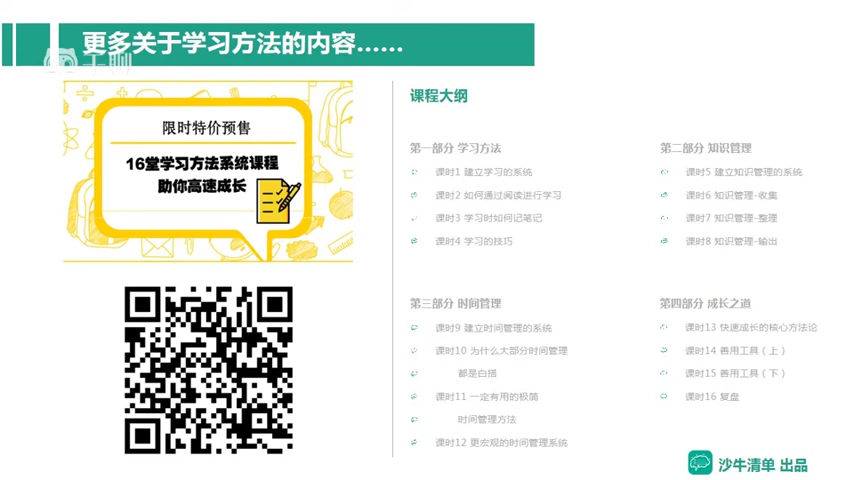 更多关于学习方法的内容……
千聊
限时特价预售
16堂学习方法系统课程
助你高速成长
课程大纲
第一部分 学习方法
课时1 建立学习的系统
课时2 如何通过阅读进行学习
课时3 学习时如何记笔记
课时4 学习的技巧
第二部分 知识管理
课时5 建立知识管理的系统
课时6 知识管理-收集
课时7 知识管理-整理
课时8 知识管理-输出
第三部分 时间管理
课时9 建立时间管理的系统
课时10 为什么大部分时间管理
都是白搭
课时11 一定有用的极简
时间管理方法
课时12 更宏观的时间管理系统
第四部分 成长之道
课时13 快速成长的核心方法论
课时14 善用工具（上）
课时15 善用工具（下）
课时16 复盘
沙牛清单 出品